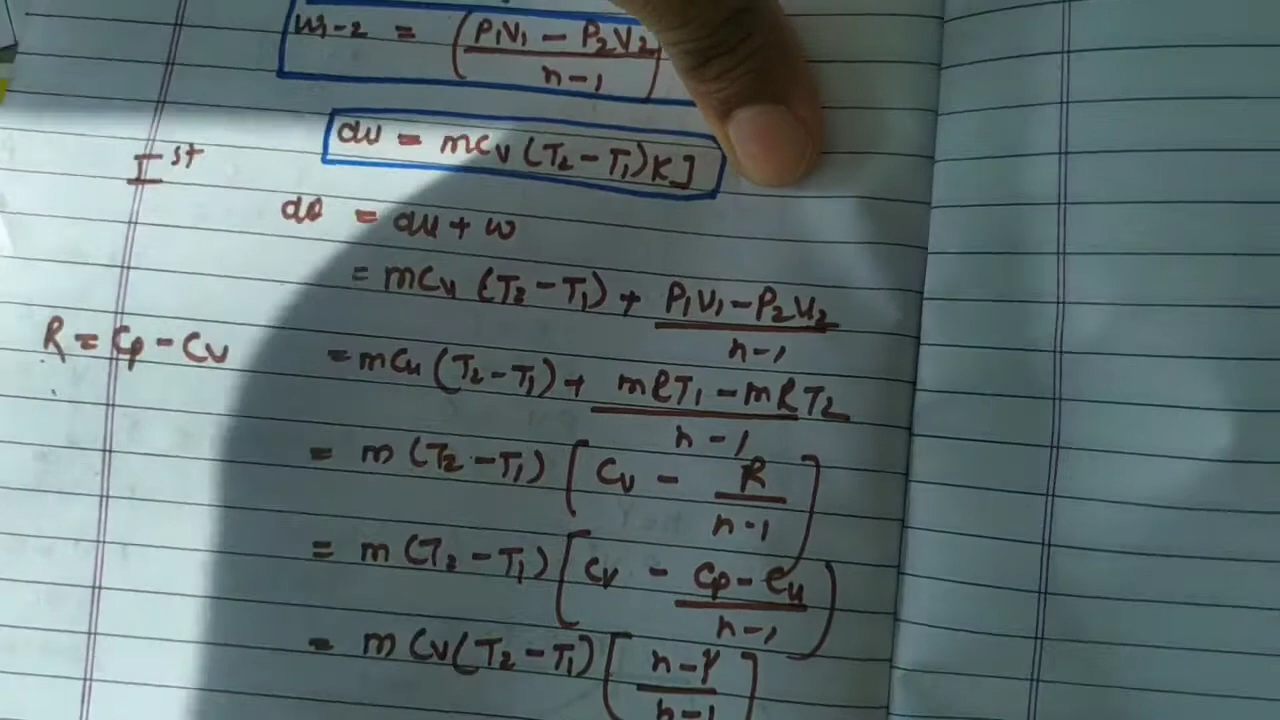 W1-2 = (P1V1 - P2V2 / n-1)
du = mCv (T2 - T1) KJ
Ist
dQ = du + w
= mCv (T2 - T1) + P1V1 - P2V2 / n-1
R = Cp - Cv
= mCv (T2 - T1) + mRT1 - mRT2 / n-1
= m (T2 - T1) [Cv - R / n-1]
= m (T2 - T1) [Cv - Cp - Cv / n-1]
= m Cv (T2 - T1) [n-γ / n-1]